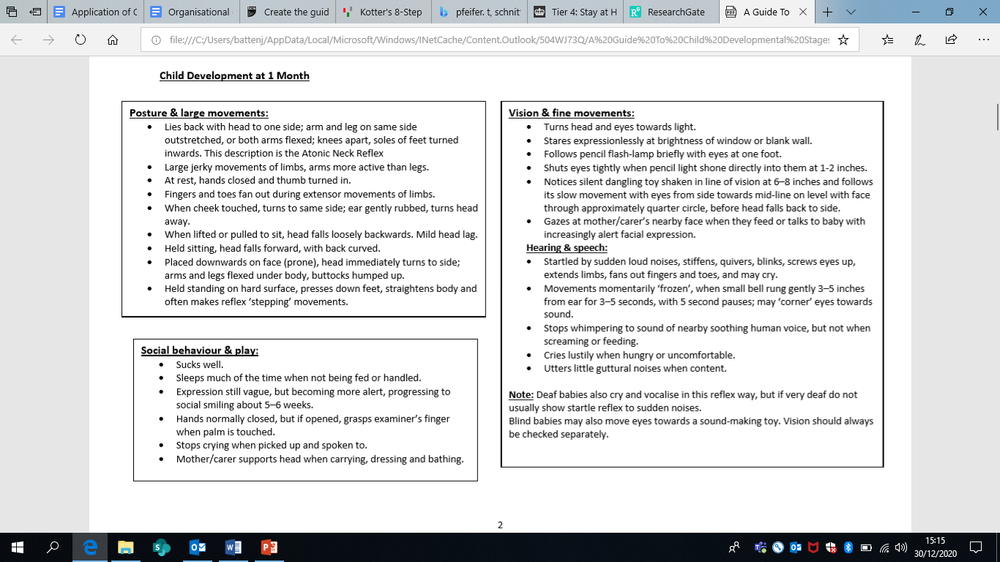 Application of C
Organisational
Create the guid
Kotter's 8-Step
pfeifer. t, schnit
Tier 4: Stay at H
ResearchGate
A Guide To
file:///C:/Users/battenj/AppData/Local/Microsoft/Windows/INetCache/Content.Outlook/504WJ73Q/A%20Guide%20To%20Child%20Developmental%20Stages
Child Development at 1 Month
Posture & large movements:
• Lies back with head to one side; arm and leg on same side
outstretched, or both arms flexed; knees apart, soles of feet turned
inwards. This description is the Atonic Neck Reflex
• Large jerky movements of limbs, arms more active than legs.
• At rest, hands closed and thumb turned in.
• Fingers and toes fan out during extensor movements of limbs.
• When cheek touched, turns to same side; ear gently rubbed, turns head
away.
• When lifted or pulled to sit, head falls loosely backwards. Mild head lag.
• Held sitting, head falls forward, with back curved.
• Placed downwards on face (prone), head immediately turns to side;
arms and legs flexed under body, buttocks humped up.
• Held standing on hard surface, presses down feet, straightens body and
often makes reflex ‘stepping’ movements.
Social behaviour & play:
• Sucks well.
• Sleeps much of the time when not being fed or handled.
• Expression still vague, but becoming more alert, progressing to
social smiling about 5–6 weeks.
• Hands normally closed, but if opened, grasps examiner’s finger
when palm is touched.
• Stops crying when picked up and spoken to.
• Mother/carer supports head when carrying, dressing and bathing.
Vision & fine movements:
• Turns head and eyes towards light.
• Stares expressionlessly at brightness of window or blank wall.
• Follows pencil flash-lamp briefly with eyes at one foot.
• Shuts eyes tightly when pencil light shone directly into them at 1-2 inches.
• Notices silent dangling toy shaken in line of vision at 6–8 inches and follows
its slow movement with eyes from side towards mid-line on level with face
through approximately quarter circle, before head falls back to side.
• Gazes at mother/carer’s nearby face when they feed or talks to baby with
increasingly alert facial expression.
Hearing & speech:
• Startled by sudden loud noises, stiffens, quivers, blinks, screws eyes up,
extends limbs, fans out fingers and toes, and may cry.
• Movements momentarily ‘frozen’, when small bell rung gently 3–5 inches
from ear for 3–5 seconds, with 5 second pauses; may ‘corner’ eyes towards
sound.
• Stops whimpering to sound of nearby soothing human voice, but not when
screaming or feeding.
• Cries lustily when hungry or uncomfortable.
• Utters little guttural noises when content.
Note: Deaf babies also cry and vocalise in this reflex way, but if very deaf do not
usually show startle reflex to sudden noises.
Blind babies may also move eyes towards a sound-making toy. Vision should always
be checked separately.
2
15:15
30/12/2020